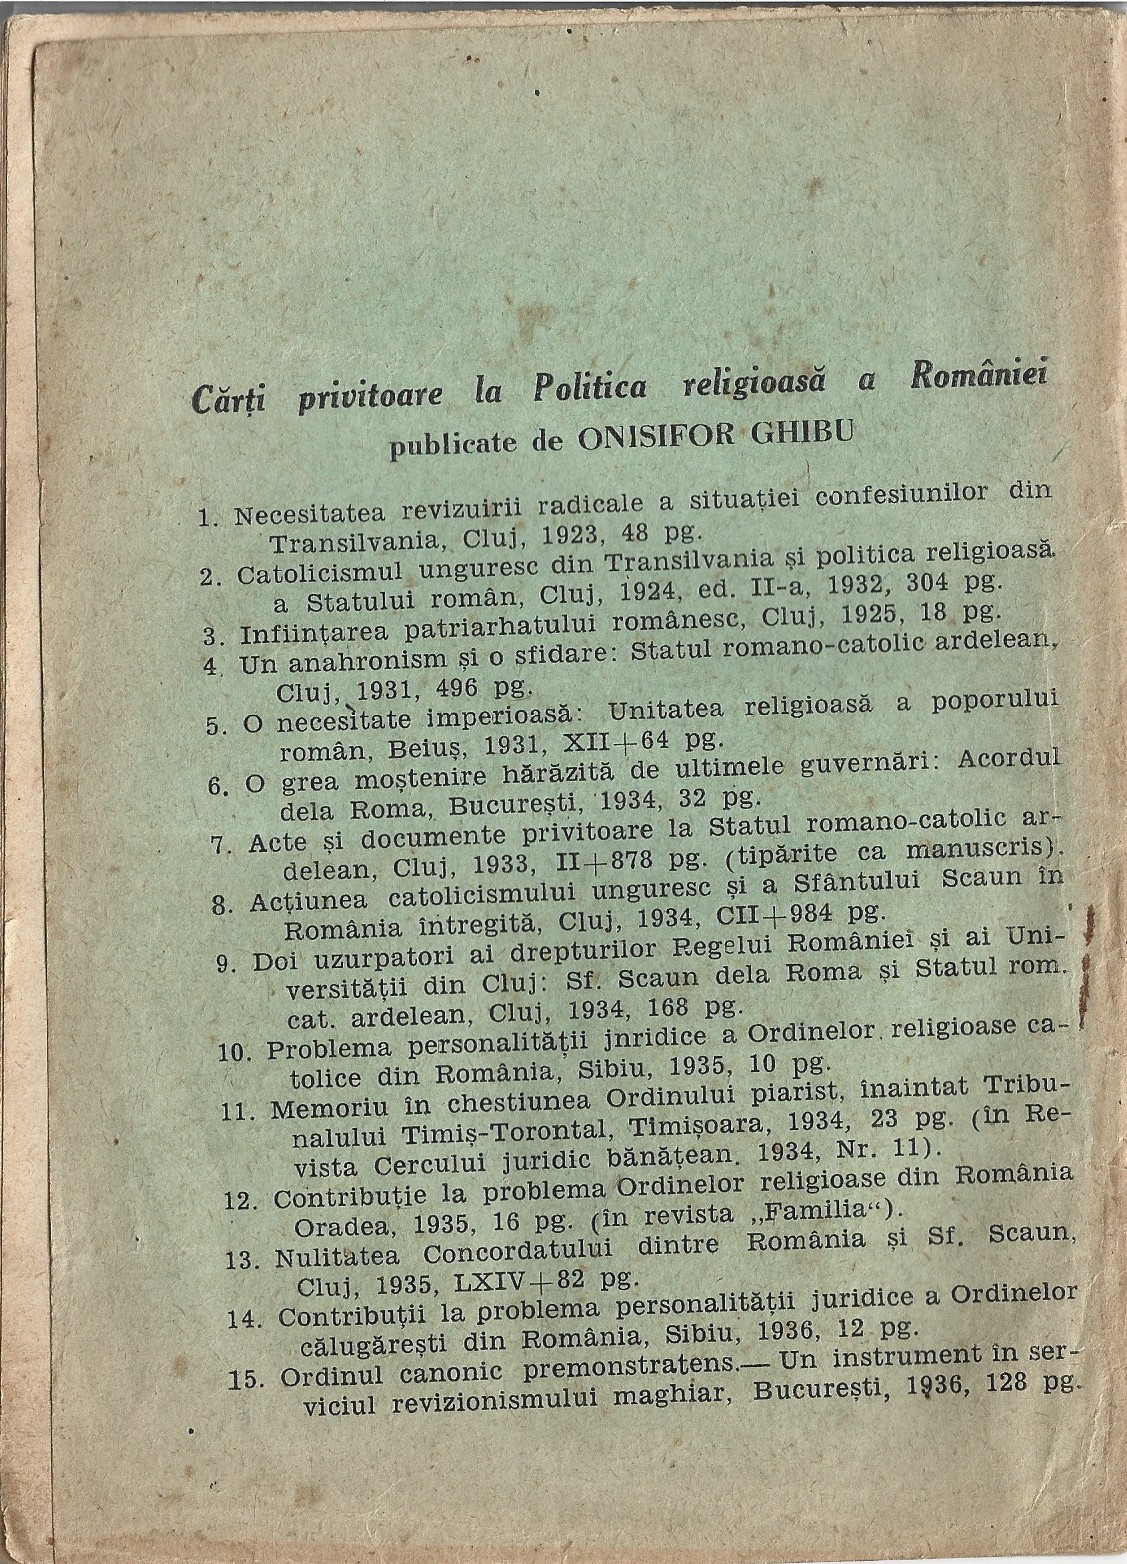 Cărți privitoare la Politica religioasă a României
publicate de ONISIFOR GHIBU
1. Necesitatea revizuirii radicale a situației confesiunilor din
Transilvania, Cluj, 1923, 48 pg.
2. Catolicismul unguresc din Transilvania și politica religioasă
a Statului român, Cluj, 1924, ed. II-a, 1932, 304 pg.
3. Inființarea patriarhatului românesc, Cluj, 1925, 18 pg.
4. Un anahronism și o sfidare: Statul romano-catolic ardelean,
Cluj, 1931, 496 pg.
5. O necesitate imperioasă: Unitatea religioasă a poporului
român, Beiuș, 1931, XII+64 pg.
6. O grea moștenire hărăzită de ultimele guvernări: Acordul
dela Roma, București, 1934, 32 pg.
7. Acte și documente privitoare la Statul romano-catolic ar-
delean, Cluj, 1933, II+878 pg. (tipărite ca manuscris).
8. Acțiunea catolicismului unguresc și a Sfântului Scaun în
România întregită, Cluj, 1934, CII+984 pg.
9. Doi uzurpatori ai drepturilor Regelui României și ai Uni-
versității din Cluj: Sf. Scaun dela Roma și Statul rom.
cat. ardelean, Cluj, 1934, 168 pg.
10. Problema personalității jnridice a Ordinelor religioase ca-
tolice din România, Sibiu, 1935, 10 pg.
11. Memoriu în chestiunea Ordinului piarist, înaintat Tribu-
nalului Timiș-Torontal, Timișoara, 1934, 23 pg. (în Re-
vista Cercului juridic bănățean. 1934, Nr. 11).
12. Contribuție la problema Ordinelor religioase din România
Oradea, 1935, 16 pg. (în revista „Familia“).
13. Nulitatea Concordatului dintre România și Sf. Scaun,
Cluj, 1935, LXIV+82 pg.
14. Contribuții la problema personalității juridice a Ordinelor
călugărești din România, Sibiu, 1936, 12 pg.
15. Ordinul canonic premonstratens.— Un instrument în ser-
viciul revizionismului maghiar, București, 1936, 128 pg.